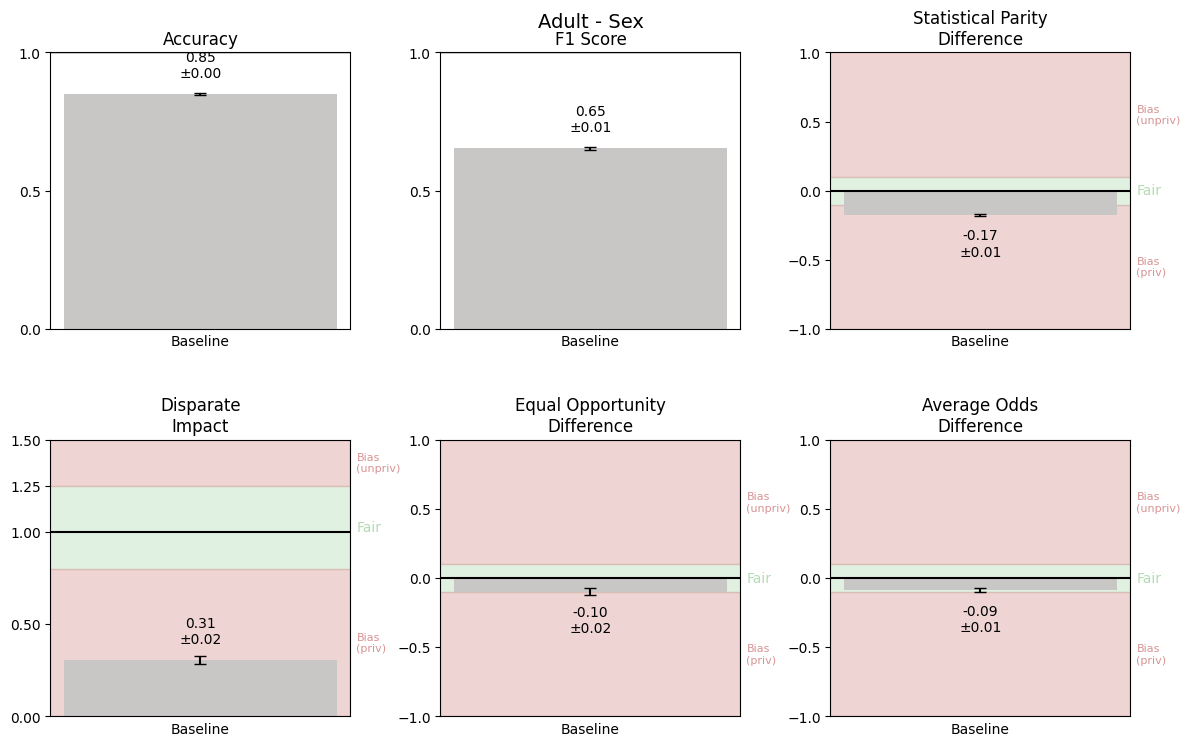 Adult - Sex
Accuracy
1.0
0.5
0.0
0.85
±0.00
Baseline
F1 Score
1.0
0.5
0.0
0.65
±0.01
Baseline
Statistical Parity
Difference
1.0
0.5
0.0
−0.5
−1.0
-0.17
±0.01
Bias
(unpriv)
Fair
Bias
(priv)
Baseline
Disparate
Impact
1.50
1.25
1.00
0.50
0.00
0.31
±0.02
Bias
(unpriv)
Fair
Bias
(priv)
Baseline
Equal Opportunity
Difference
1.0
0.5
0.0
−0.5
−1.0
-0.10
±0.02
Bias
(unpriv)
Fair
Bias
(priv)
Baseline
Average Odds
Difference
1.0
0.5
0.0
−0.5
−1.0
-0.09
±0.01
Bias
(unpriv)
Fair
Bias
(priv)
Baseline